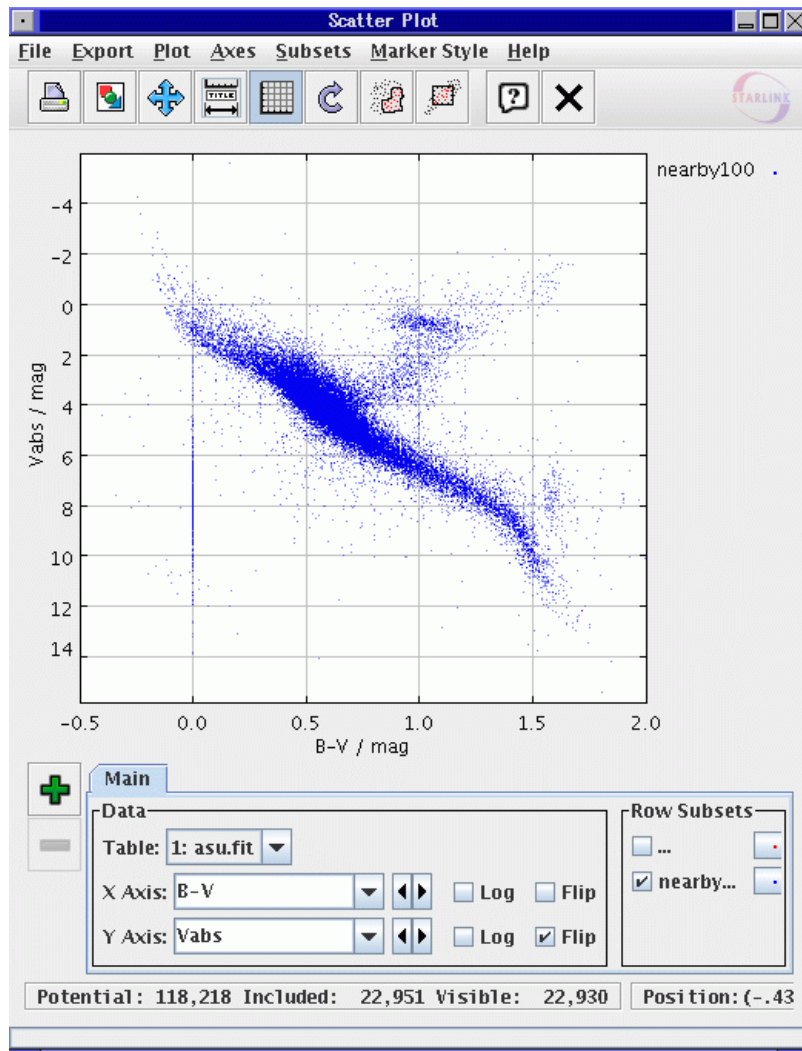 Scatter Plot
File Export Plot Axes Subsets Marker Style Help
TITLE
?
STARLINK
nearby100
-4
-2
0
2
4
6
8
10
12
14
Vabs / mag
-0.5 0.0 0.5 1.0 1.5 2.0
B-V / mag
Main
Data
Table: 1: asu.fit
X Axis: B-V Log Flip
Y Axis: Vabs Log Flip
Row Subsets
...
nearby...
Potential: 118,218 Included: 22,951 Visible: 22,930 Position: (-.43